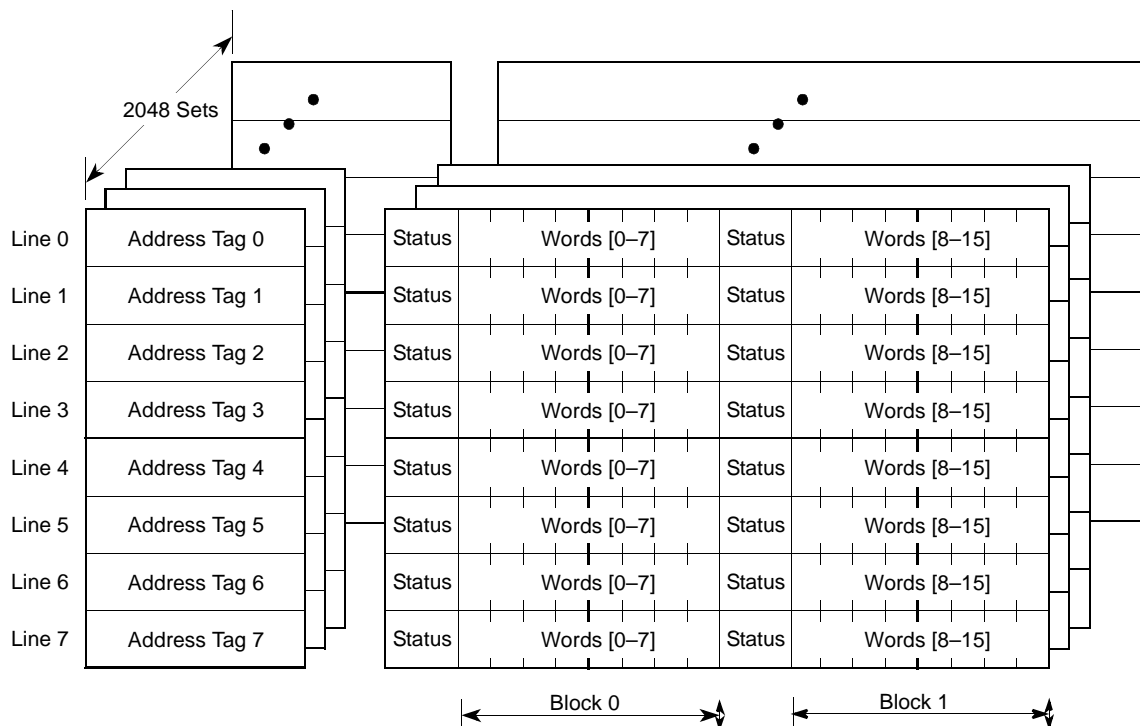 2048 Sets
Line 0 Address Tag 0 Status Words [0–7] Status Words [8–15]
Line 1 Address Tag 1 Status Words [0–7] Status Words [8–15]
Line 2 Address Tag 2 Status Words [0–7] Status Words [8–15]
Line 3 Address Tag 3 Status Words [0–7] Status Words [8–15]
Line 4 Address Tag 4 Status Words [0–7] Status Words [8–15]
Line 5 Address Tag 5 Status Words [0–7] Status Words [8–15]
Line 6 Address Tag 6 Status Words [0–7] Status Words [8–15]
Line 7 Address Tag 7 Status Words [0–7] Status Words [8–15]
Block 0 Block 1